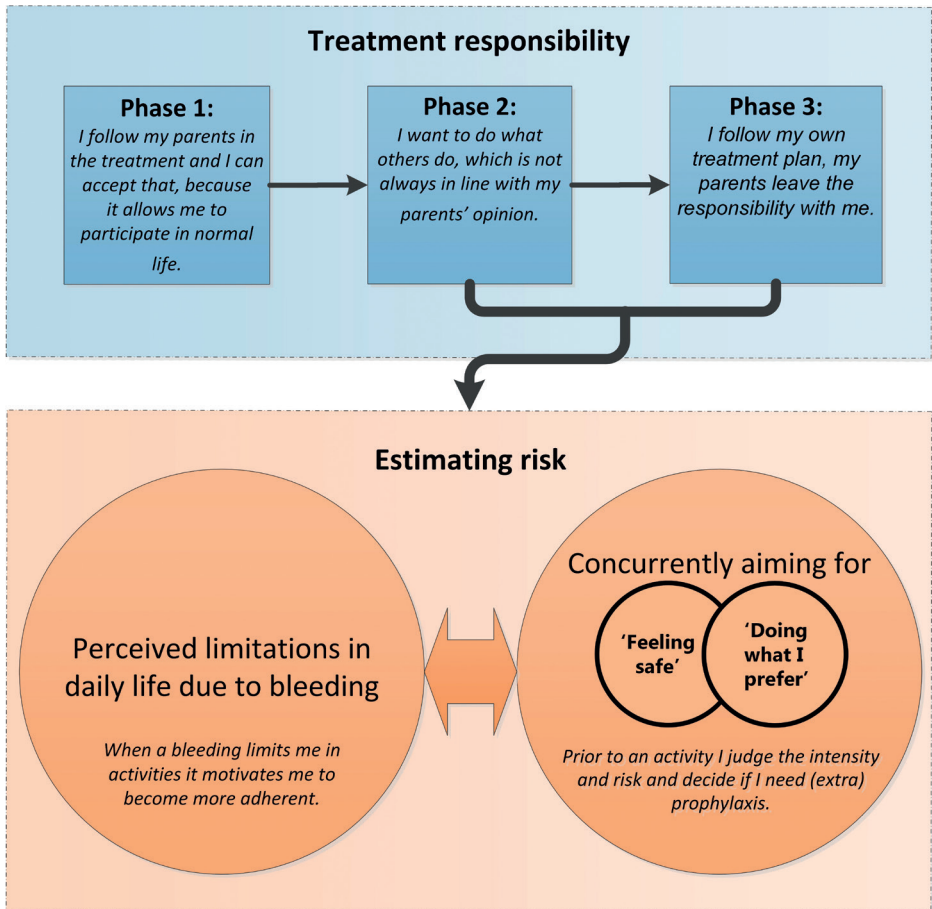 Treatment responsibility
Phase 1:
I follow my parents in
the treatment and I can
accept that, because
it allows me to
participate in normal
life.
Phase 2:
I want to do what
others do, which is not
always in line with my
parents’ opinion.
Phase 3:
I follow my own
treatment plan, my
parents leave the
responsibility with me.
Estimating risk
Perceived limitations in
daily life due to bleeding
When a bleeding limits me in
activities it motivates me to
become more adherent.
Concurrently aiming for
‘Feeling
safe’
‘Doing
what I
prefer’
Prior to an activity I judge the intensity
and risk and decide if I need (extra)
prophylaxis.